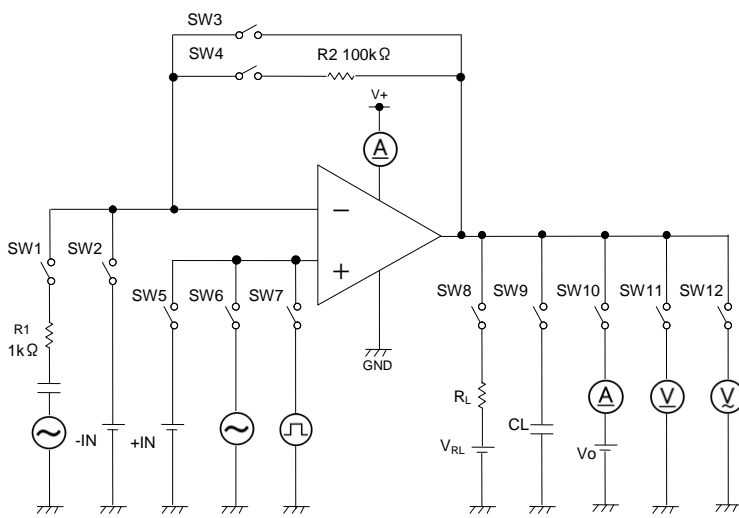 SW3
SW4
R2 100kΩ
V+
A
−
+
SW1
SW2
SW5
SW6
SW7
SW8
SW9
SW10
SW11
SW12
R1
1kΩ
GND
-IN
+IN
RL
VRL
CL
A
Vo
V
V